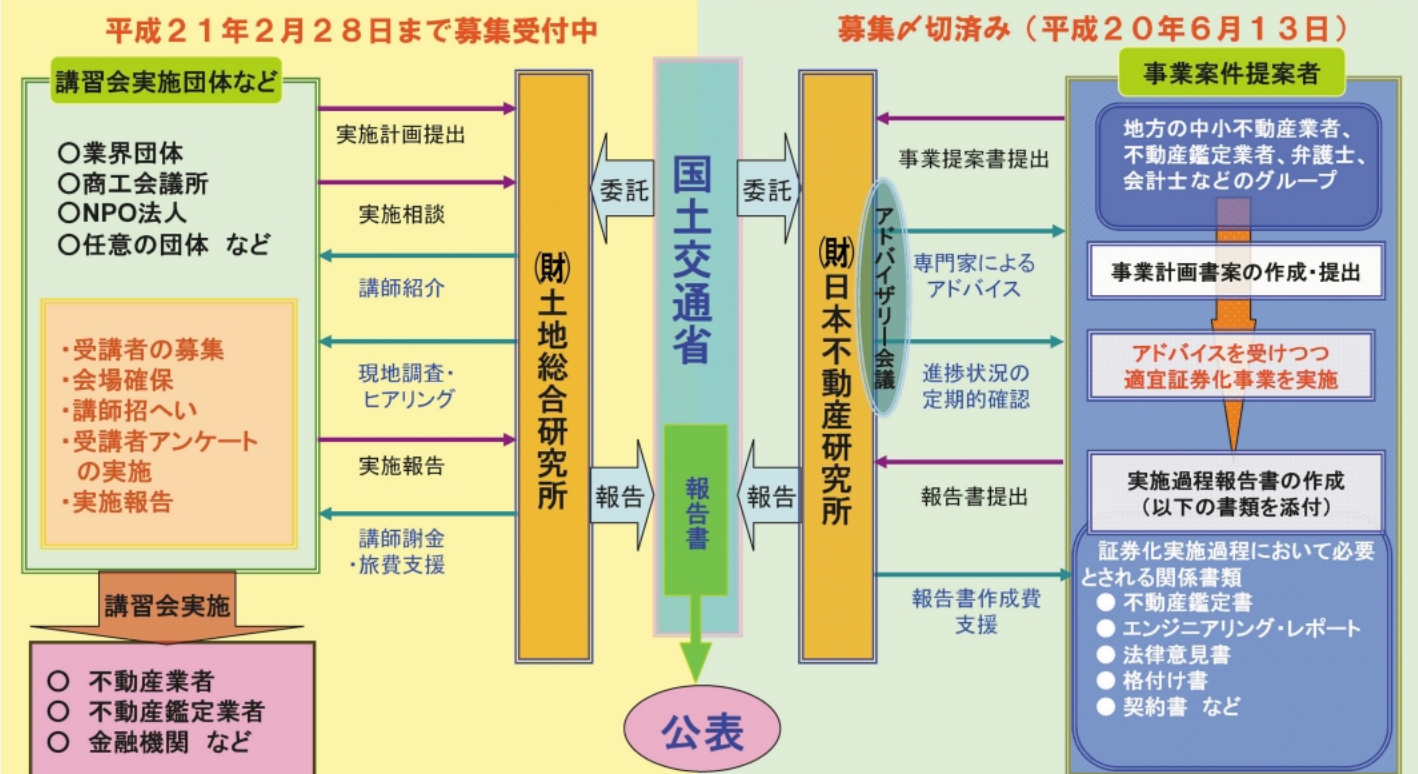 平成21年2月28日まで募集受付中
講習会実施団体など
○業界団体
○商工会議所
○NPO法人
○任意の団体 など
・受講者の募集
・会場確保
・講師招へい
・受講者アンケート
の実施
・実施報告
講習会実施
○ 不動産業者
○ 不動産鑑定業者
○ 金融機関 など
実施計画提出
実施相談
講師紹介
現地調査・
ヒアリング
実施報告
講師謝金
・旅費支援
(財)土地総合研究所
委託
報告
国土交通省
報告書
公表
委託
報告
募集〆切済み(平成20年6月13日)
(財)日本不動産研究所
アドバイザリー会議
事業提案書提出
専門家による
アドバイス
進捗状況の
定期的確認
報告書提出
報告書作成費
支援
事業案件提案者
地方の中小不動産業者、
不動産鑑定業者、弁護士、
会計士などのグループ
事業計画書案の作成・提出
アドバイスを受けつつ
適宜証券化事業を実施
実施過程報告書の作成
(以下の書類を添付)
証券化実施過程において必要
とされる関係書類
● 不動産鑑定書
● エンジニアリング・レポート
● 法律意見書
● 格付け書
● 契約書 など